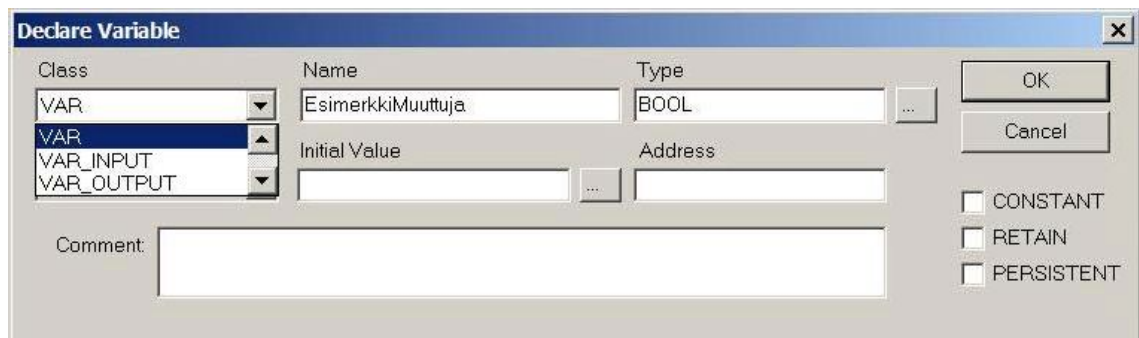 Declare Variable
Class Name Type
VAR EsimerkkiMuuttuja BOOL ...
OK
Cancel
VAR
VAR_INPUT
VAR_OUTPUT
Initial Value Address
...
CONSTANT
RETAIN
PERSISTENT
Comment: